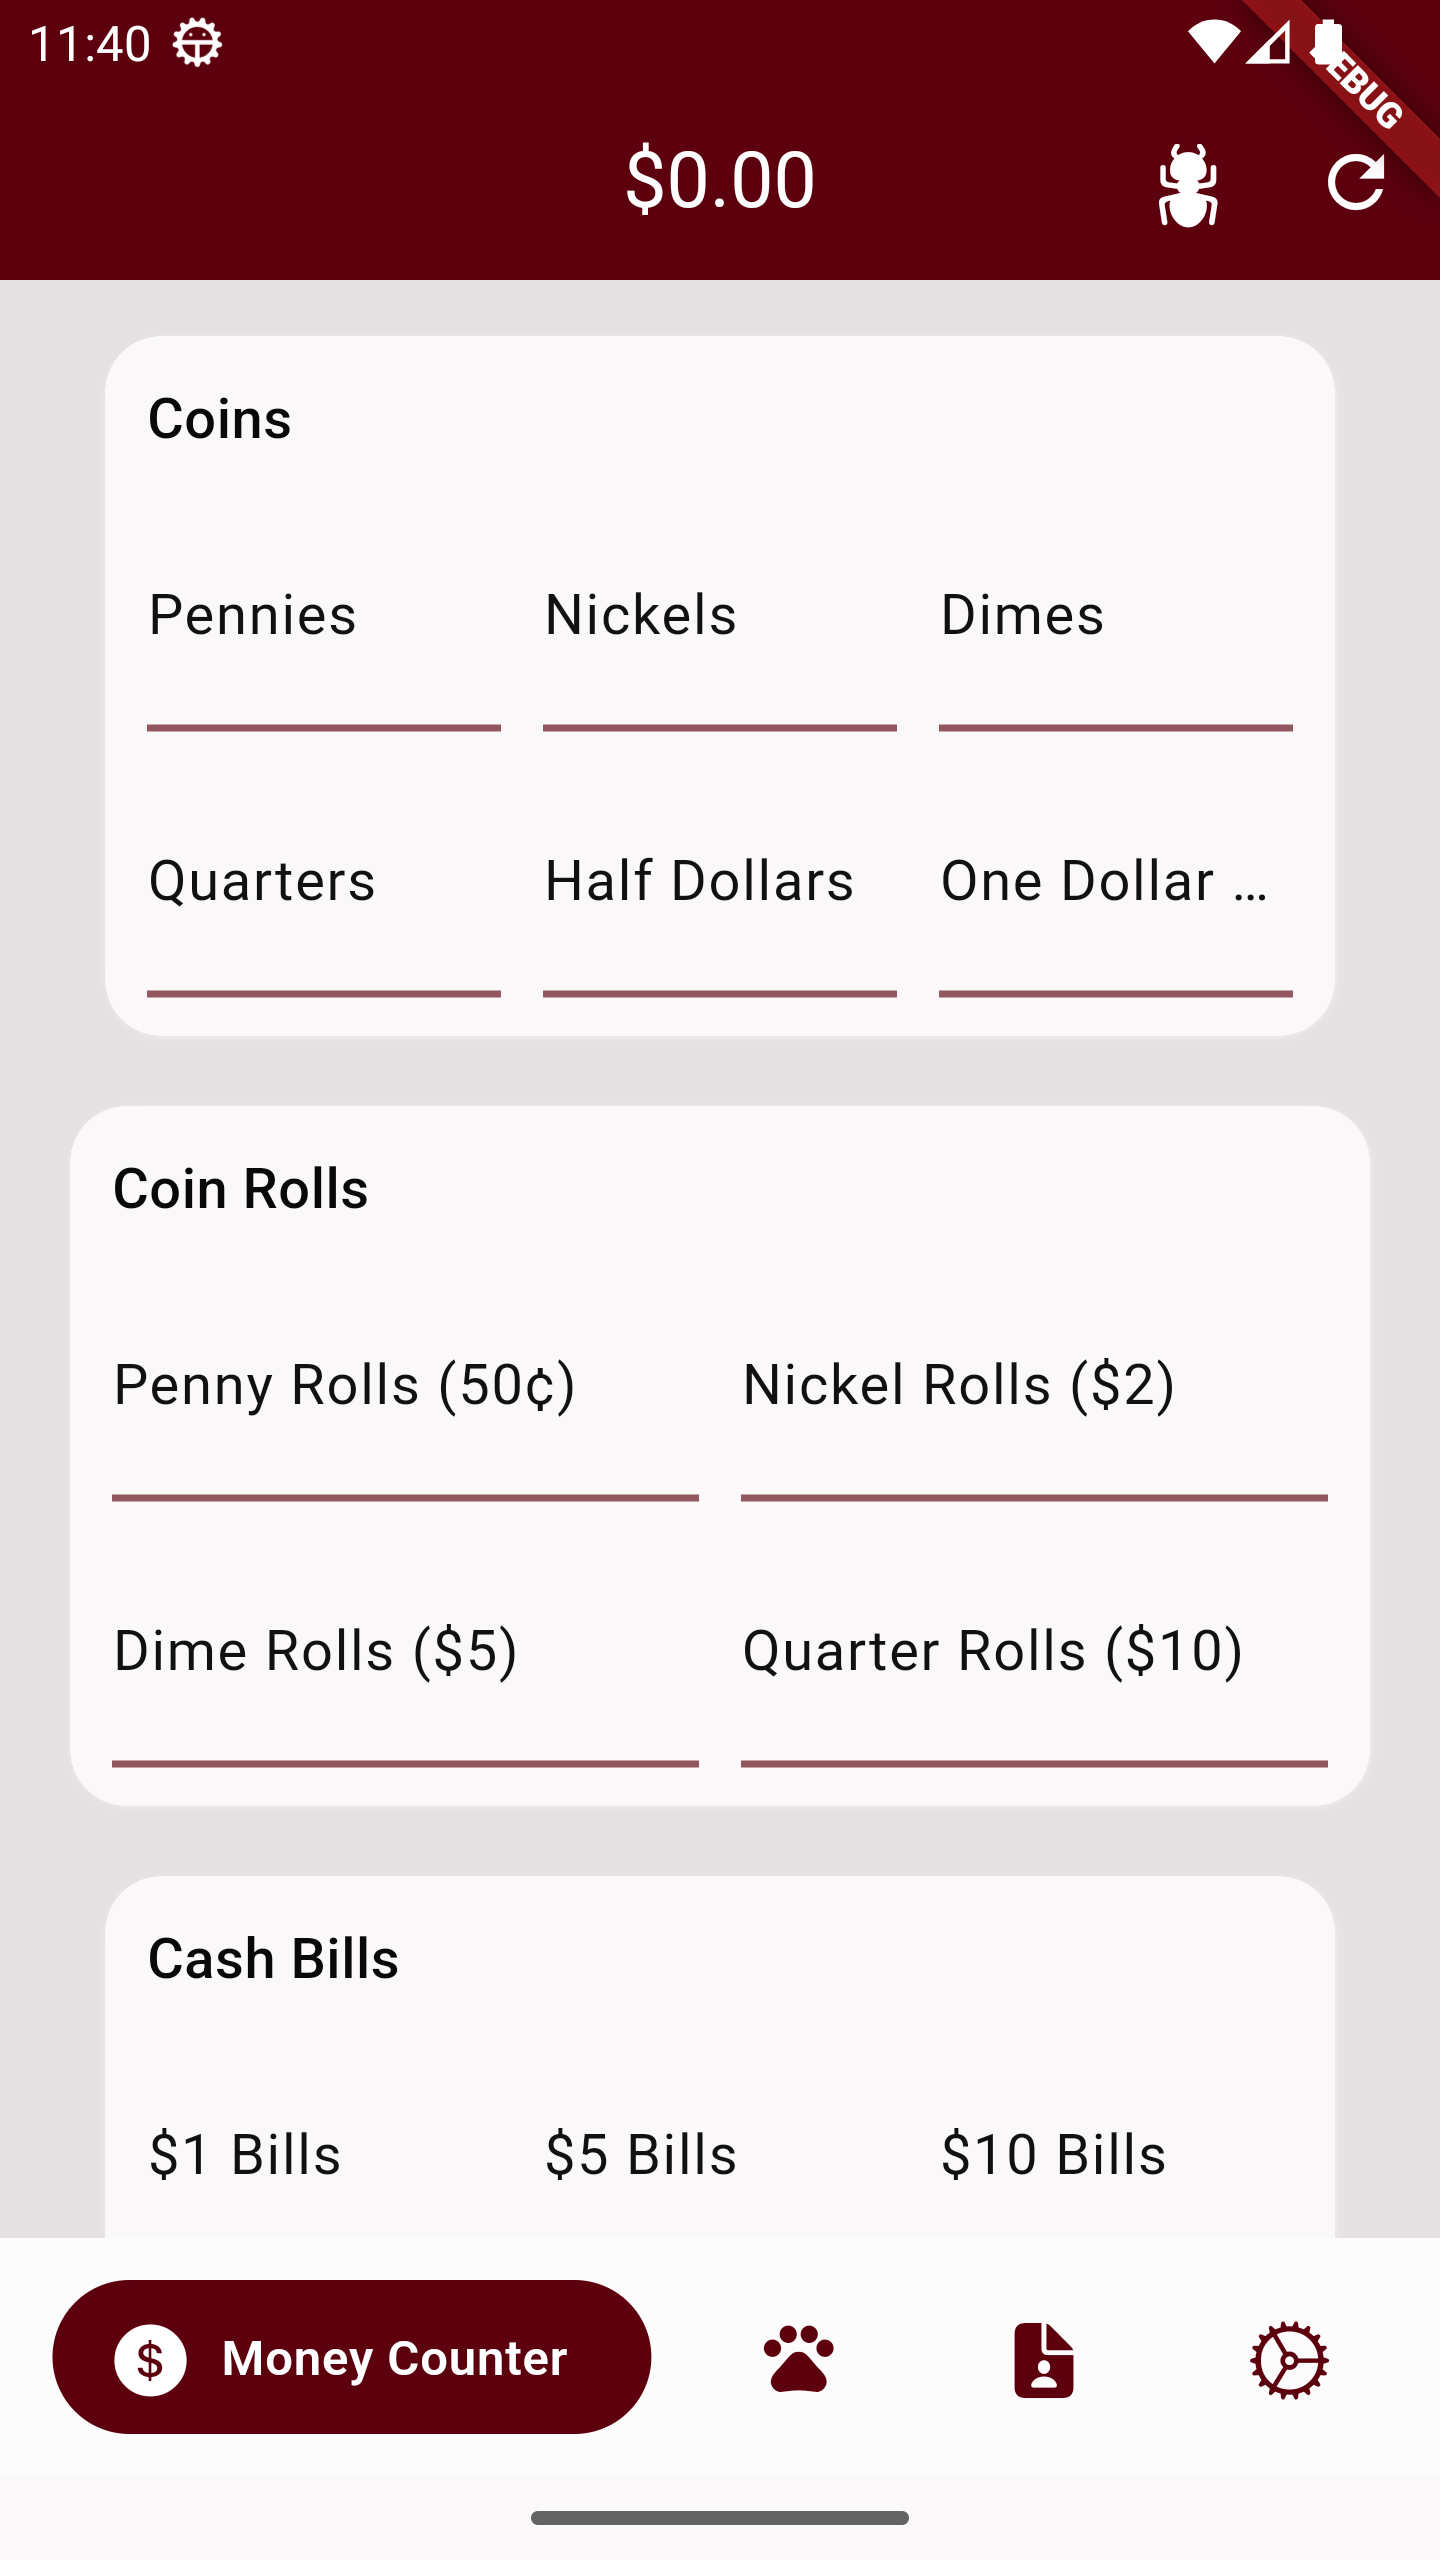 11:40
DEBUG
$0.00
Coins
Pennies Nickels Dimes
Quarters Half Dollars One Dollar ...
Coin Rolls
Penny Rolls (50¢) Nickel Rolls ($2)
Dime Rolls ($5) Quarter Rolls ($10)
Cash Bills
$1 Bills $5 Bills $10 Bills
$ Money Counter